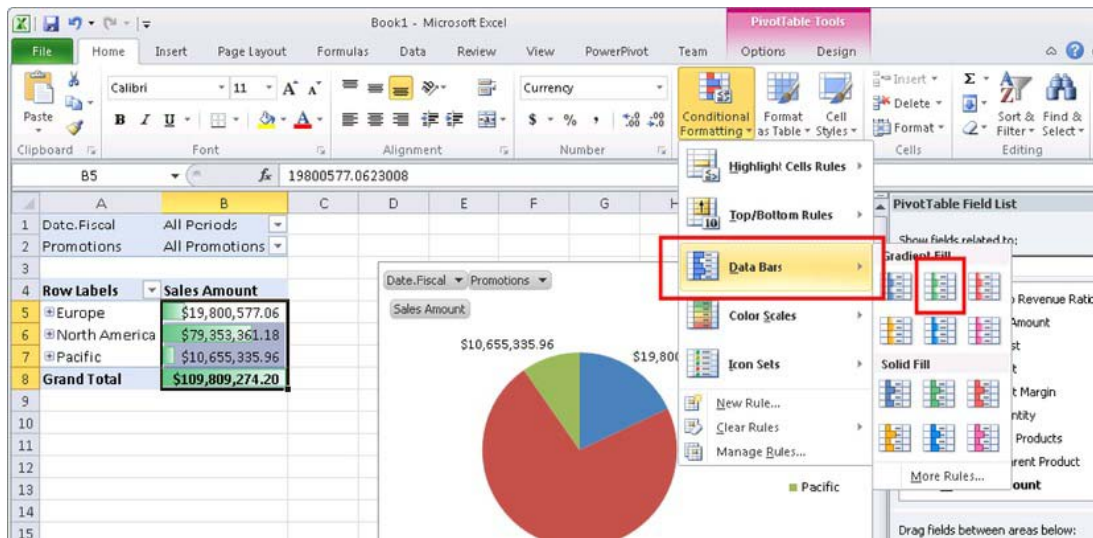 Book1 - Microsoft Excel
PivotTable Tools
File Home Insert Page Layout Formulas Data Review View PowerPivot Team Options Design
Calibri 11 Currency
Paste
B I U
$ % ,
Conditional Formatting
Format as Table
Cell Styles
Insert
Delete
Format
Sort & Filter
Find & Select
Clipboard Font Alignment Number Cells Editing
B5 fx 19800577.0623008
A B C D E F G H
1 Date.Fiscal All Periods
2 Promotions All Promotions
3
4 Row Labels Sales Amount
5 Europe $19,800,577.06
6 North America $79,353,361.18
7 Pacific $10,655,335.96
8 Grand Total $109,809,274.20
9
10
11
12
13
14
15
Date.Fiscal Promotions
Sales Amount
$10,655,335.96
$19,800
Pacific
Highlight Cells Rules
Top/Bottom Rules
Data Bars
Color Scales
Icon Sets
New Rule...
Clear Rules
Manage Rules...
Gradient Fill
Solid Fill
More Rules...
PivotTable Field List
Show fields related to:
Revenue Ratio
Amount
Margin
Products
Product
Drag fields between areas below: